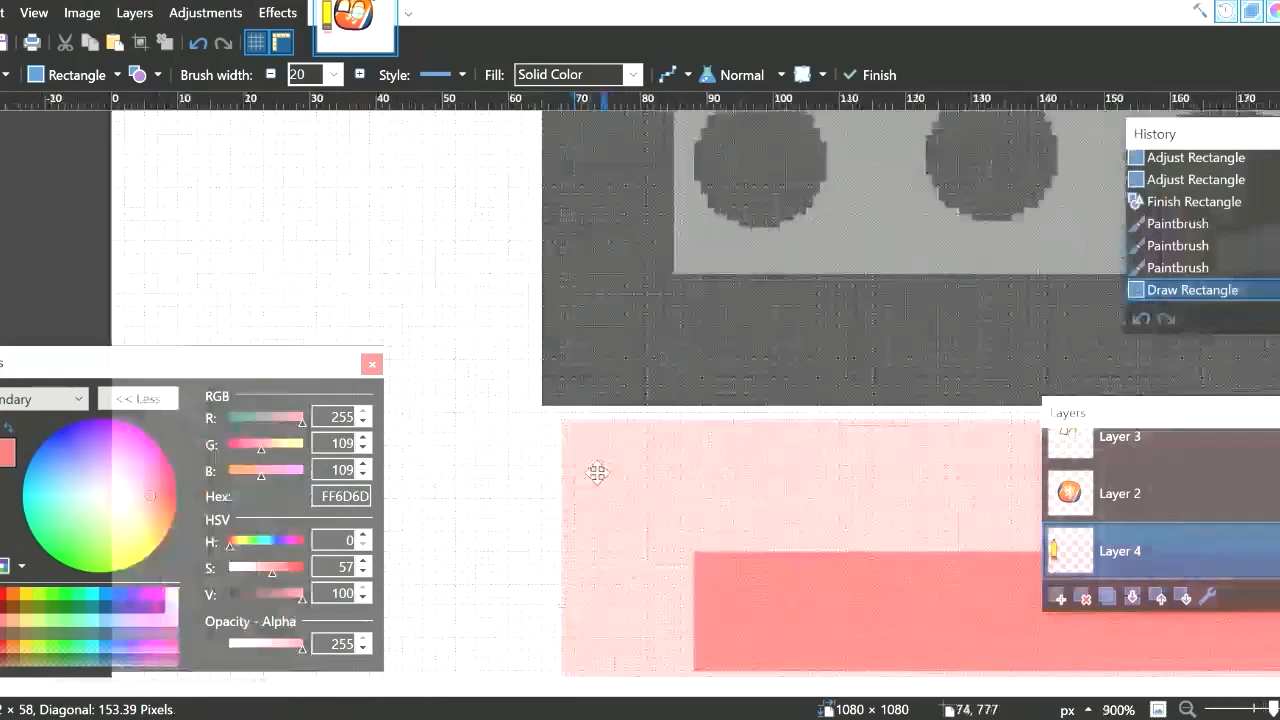 View Image Layers Adjustments Effects
Rectangle Brush width: 20 Style: Fill: Solid Color Normal Finish
-10 0 10 20 30 40 50 60 70 80 90 100 110 120 130 140 150 160 170
History
Adjust Rectangle
Adjust Rectangle
Finish Rectangle
Paintbrush
Paintbrush
Paintbrush
Draw Rectangle
<< Less
RGB
R: 255
G: 109
B: 109
Hex: FF6D6D
HSV
H: 0
S: 57
V: 100
Opacity - Alpha
255
Layers
Layer 3
Layer 2
Layer 4
× 58, Diagonal: 153.39 Pixels 1080 × 1080 74, 777 px 900%